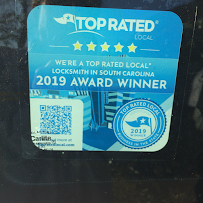 TOP RATED
LOCAL
WE'RE A TOP RATED LOCAL®
LOCKSMITH IN SOUTH CAROLINA
2019 AWARD WINNER
TOP RATED LOCAL
2019